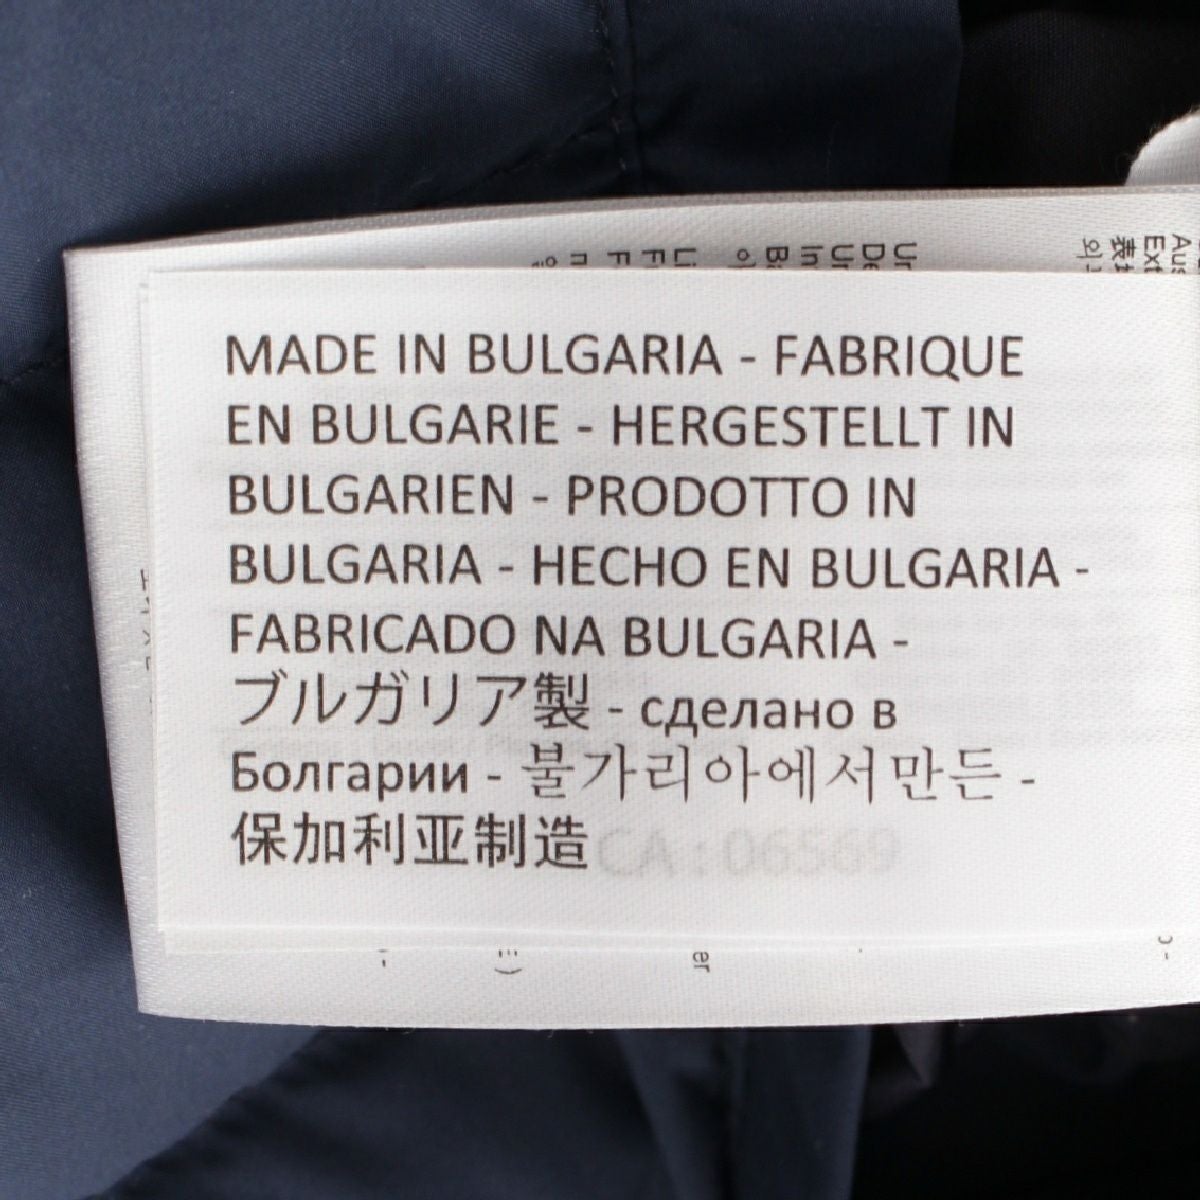 MADE IN BULGARIA - FABRIQUE
EN BULGARIE - HERGESTELLT IN
BULGARIEN - PRODOTTO IN
BULGARIA - HECHO EN BULGARIA -
FABRICADO NA BULGARIA -
ブルガリア製 - сделано в
Болгарии - 불가리아에서만든 -
保加利亚制造
CA : 06569